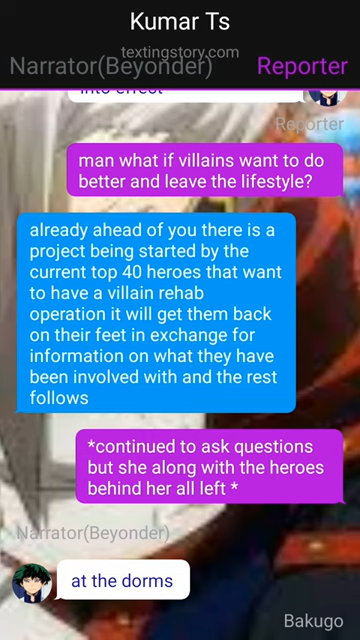 Kumar Ts
textingstory.com
Narrator(Beyonder)
Reporter
into effect
Reporter
man what if villains want to do
better and leave the lifestyle?
already ahead of you there is a
project being started by the
current top 40 heroes that want
to have a villain rehab
operation it will get them back
on their feet in exchange for
information on what they have
been involved with and the rest
follows
*continued to ask questions
but she along with the heroes
behind her all left *
Narrator(Beyonder)
at the dorms
Bakugo